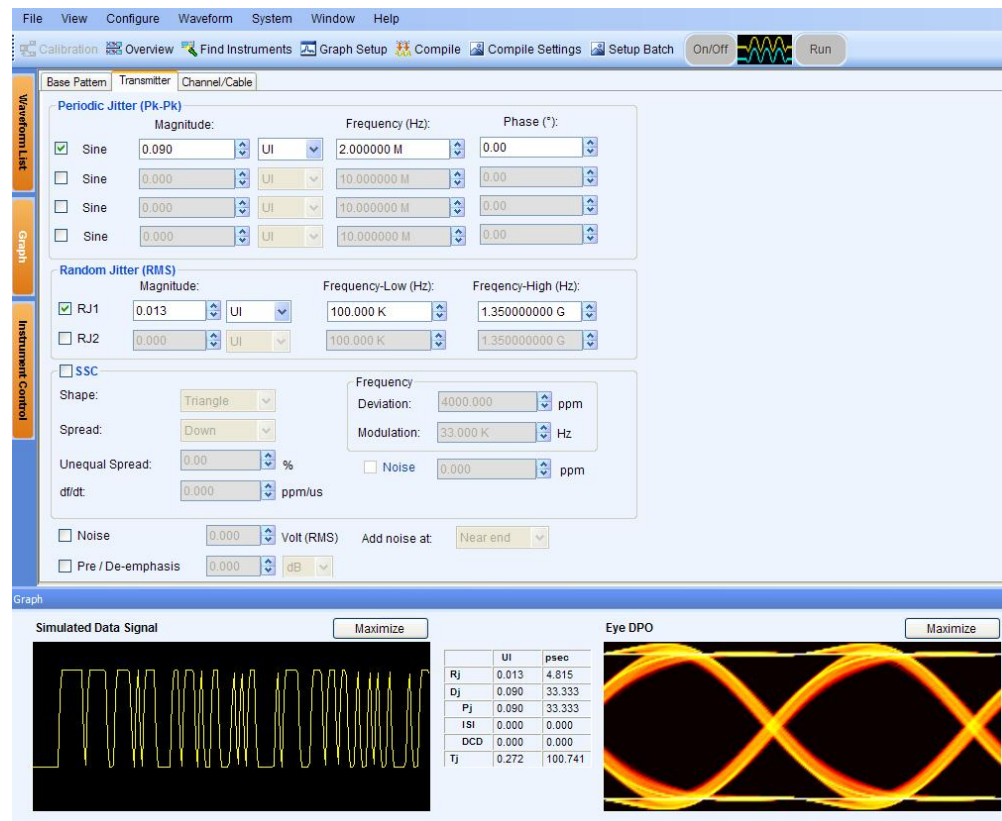 File View Configure Waveform System Window Help
Calibration Overview Find Instruments Graph Setup Compile Compile Settings Setup Batch On/Off Run
Waveform List
Graph
Instrument Control
Base Pattern Transmitter Channel/Cable
Periodic Jitter (Pk-Pk)
Magnitude: Frequency (Hz): Phase (°):
Sine 0.090 UI 2.000000 M 0.00
Sine 0.000 UI 10.000000 M 0.00
Sine 0.000 UI 10.000000 M 0.00
Sine 0.000 UI 10.000000 M 0.00
Random Jitter (RMS)
Magnitude: Frequency-Low (Hz): Freqency-High (Hz):
RJ1 0.013 UI 100.000 K 1.350000000 G
RJ2 0.000 UI 100.000 K 1.350000000 G
SSC
Frequency
Shape: Triangle Deviation: 4000.000 ppm
Spread: Down Modulation: 33.000 K Hz
Unequal Spread: 0.00 % Noise 0.000 ppm
df/dt: 0.000 ppm/us
Noise 0.000 Volt (RMS) Add noise at: Near end
Pre / De-emphasis 0.000 dB
Graph
Simulated Data Signal Maximize Eye DPO Maximize
UI psec
Rj 0.013 4.815
Dj 0.090 33.333
Pj 0.090 33.333
ISI 0.000 0.000
DCD 0.000 0.000
Tj 0.272 100.741